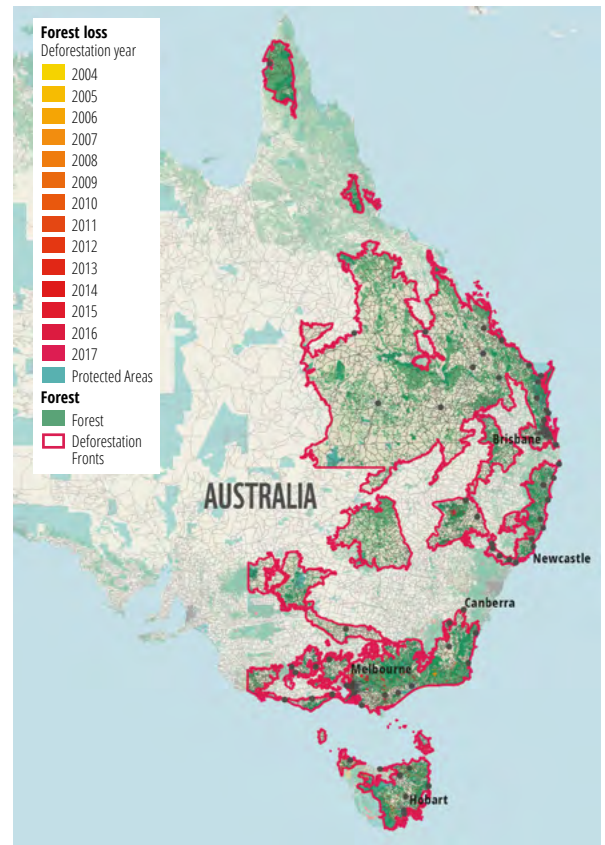 Forest loss
Deforestation year
2004
2005
2006
2007
2008
2009
2010
2011
2012
2013
2014
2015
2016
2017
Protected Areas
Forest
Forest
Deforestation
Fronts
Brisbane
AUSTRALIA
Newcastle
Canberra
Melbourne
Hobart